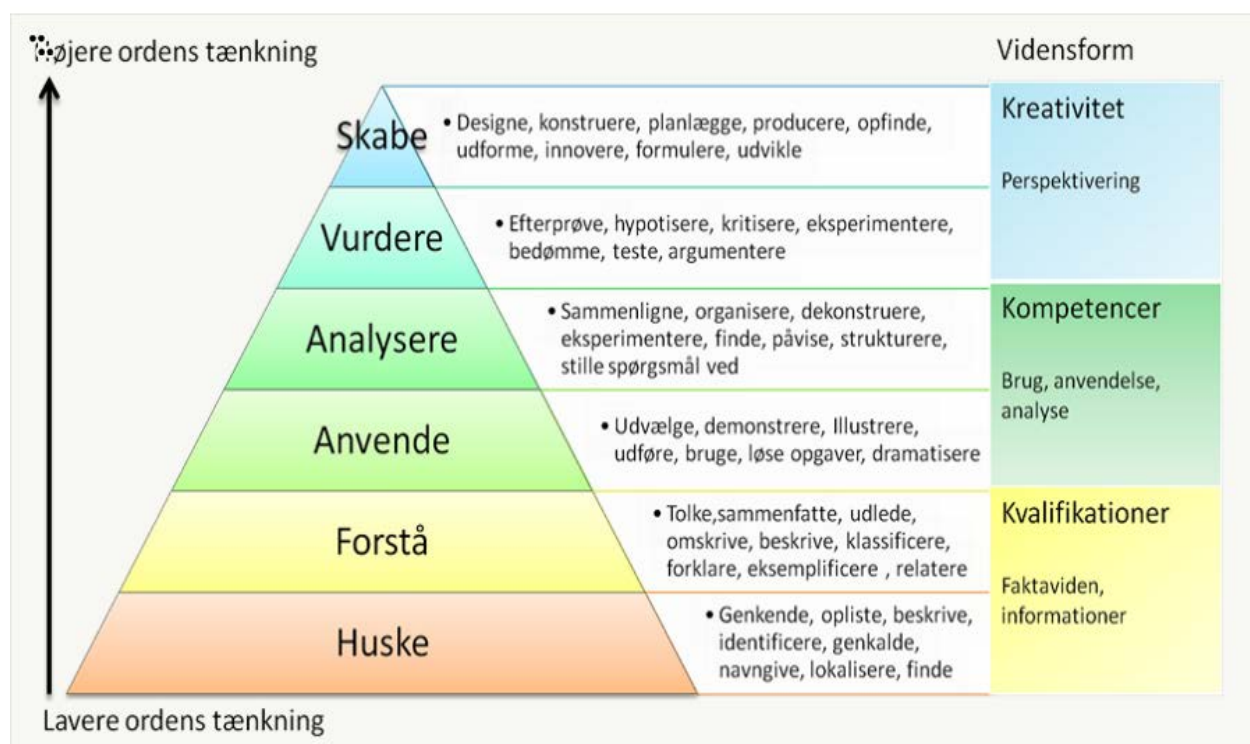 Højere ordens tænkning
Vidensform
Skabe
• Designe, konstruere, planlægge, producere, opfinde,
udforme, innovere, formulere, udvikle
Kreativitet
Perspektivering
Vurdere
• Efterprøve, hypotisere, kritisere, eksperimentere,
bedømme, teste, argumentere
Analysere
• Sammenligne, organisere, dekonstruere,
eksperimentere, finde, påvise, strukturere,
stille spørgsmål ved
Kompetencer
Brug, anvendelse,
analyse
Anvende
• Udvælge, demonstrere, Illustrere,
udføre, bruge, løse opgaver, dramatisere
Forstå
• Tolke,sammenfatte, udlede,
omskrive, beskrive, klassificere,
forklare, eksemplificere , relatere
Kvalifikationer
Faktaviden,
informationer
Huske
• Genkende, opliste, beskrive,
identificere, genkalde,
navngive, lokalisere, finde
Lavere ordens tænkning